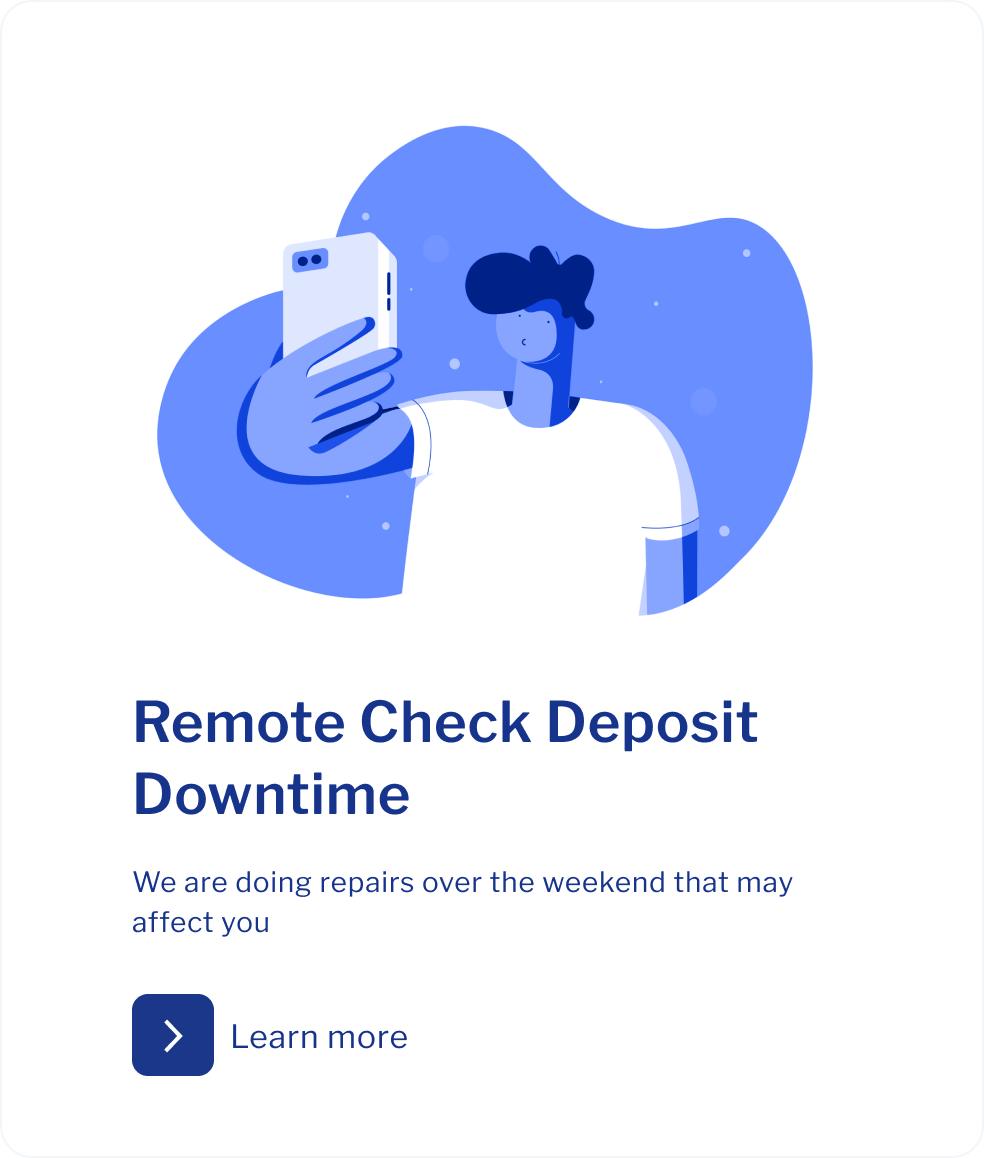 Remote Check Deposit
Downtime
We are doing repairs over the weekend that may
affect you
Learn more